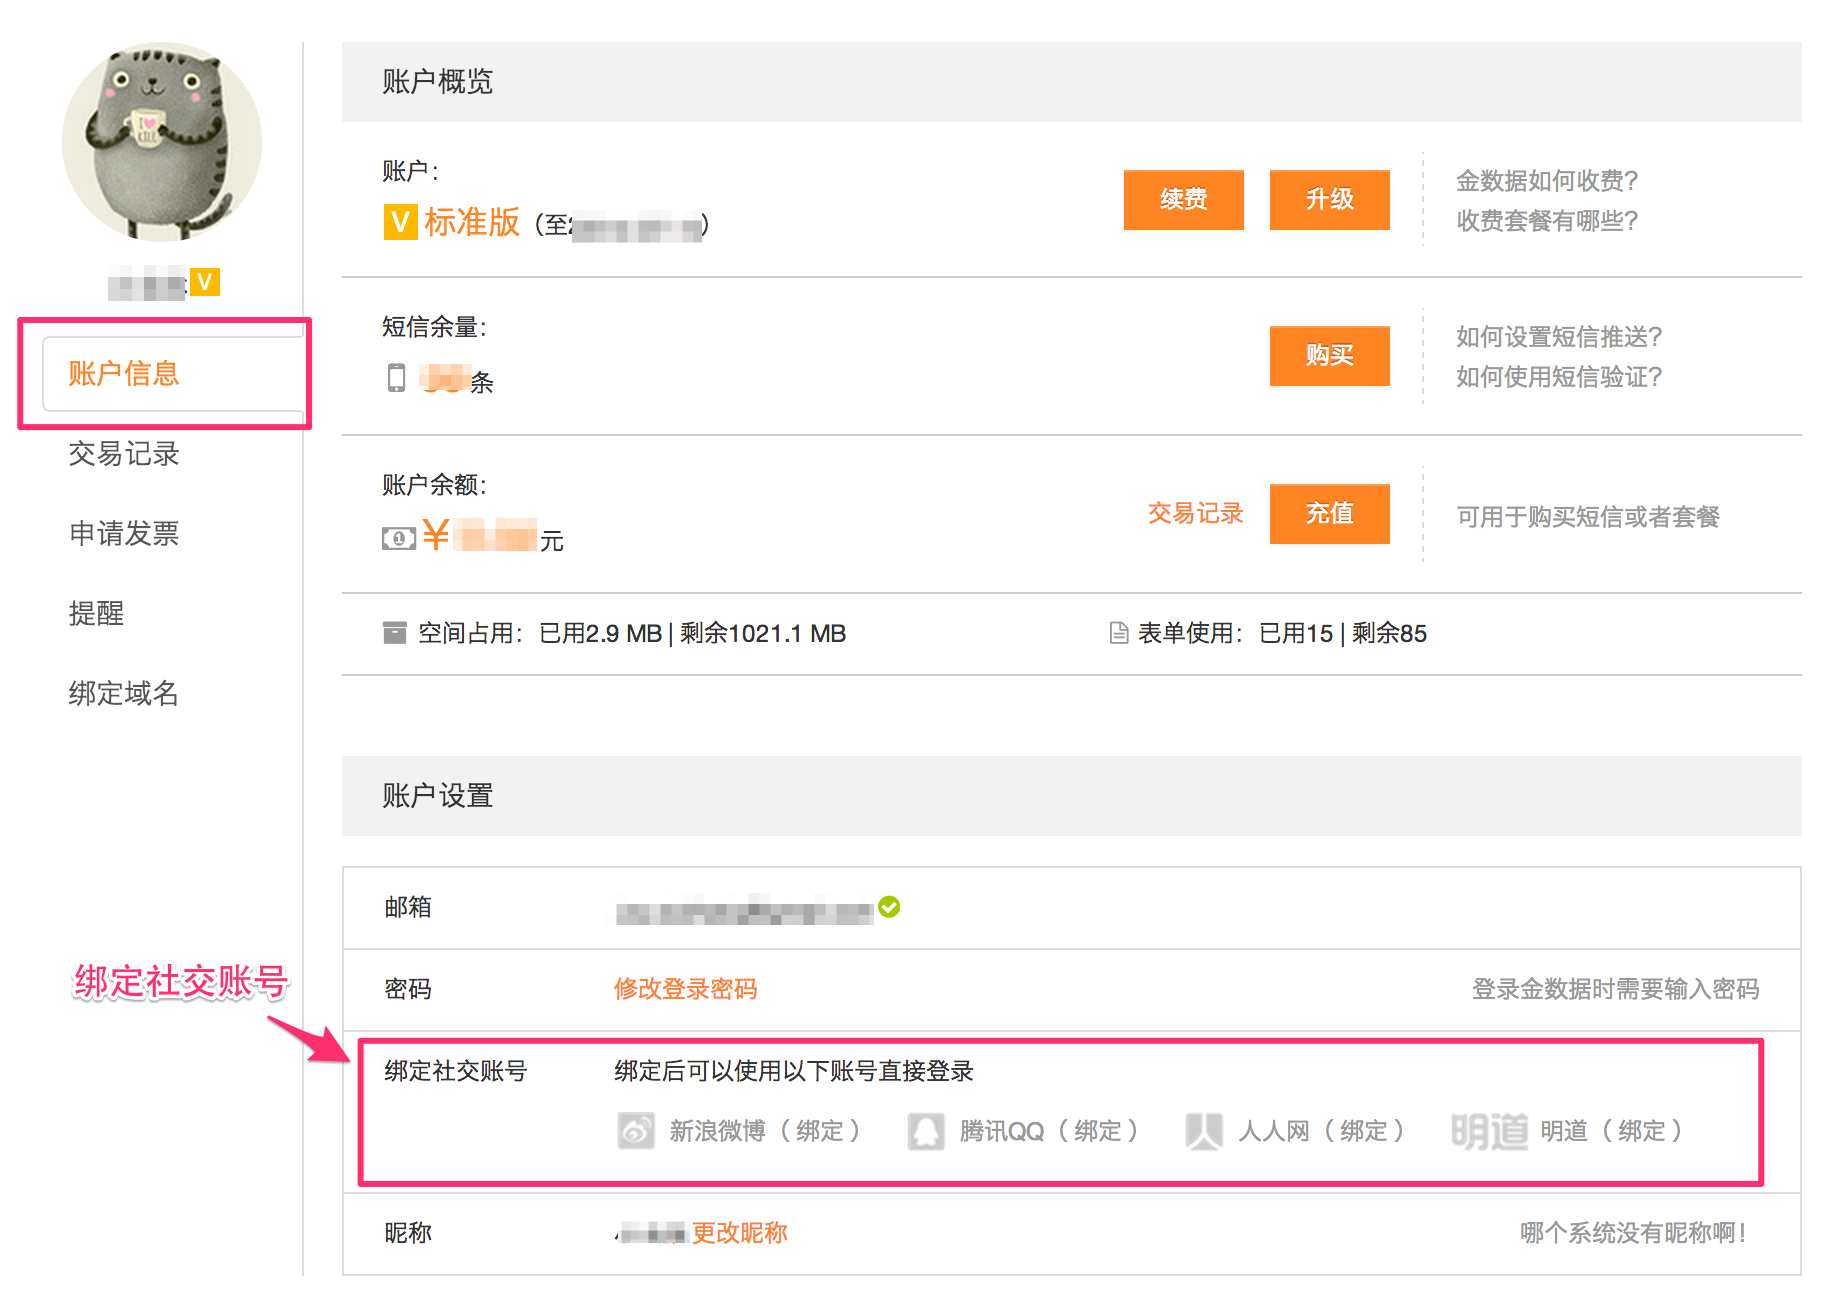 账户概览
账户：
V 标准版（至 ）
续费
升级
金数据如何收费?
收费套餐有哪些?
I ♥
KILL
V
短信余量：
条
购买
如何设置短信推送?
如何使用短信验证?
账户信息
交易记录
申请发票
提醒
绑定域名
账户余额：
¥ 元
交易记录
充值
可用于购买短信或者套餐
空间占用： 已用2.9 MB | 剩余1021.1 MB
表单使用： 已用15 | 剩余85
账户设置
邮箱
密码
修改登录密码
登录金数据时需要输入密码
绑定社交账号
绑定社交账号
绑定后可以使用以下账号直接登录
新浪微博（绑定）
腾讯QQ（绑定）
人人网（绑定）
明道 明道（绑定）
昵称
更改昵称
哪个系统没有昵称啊！